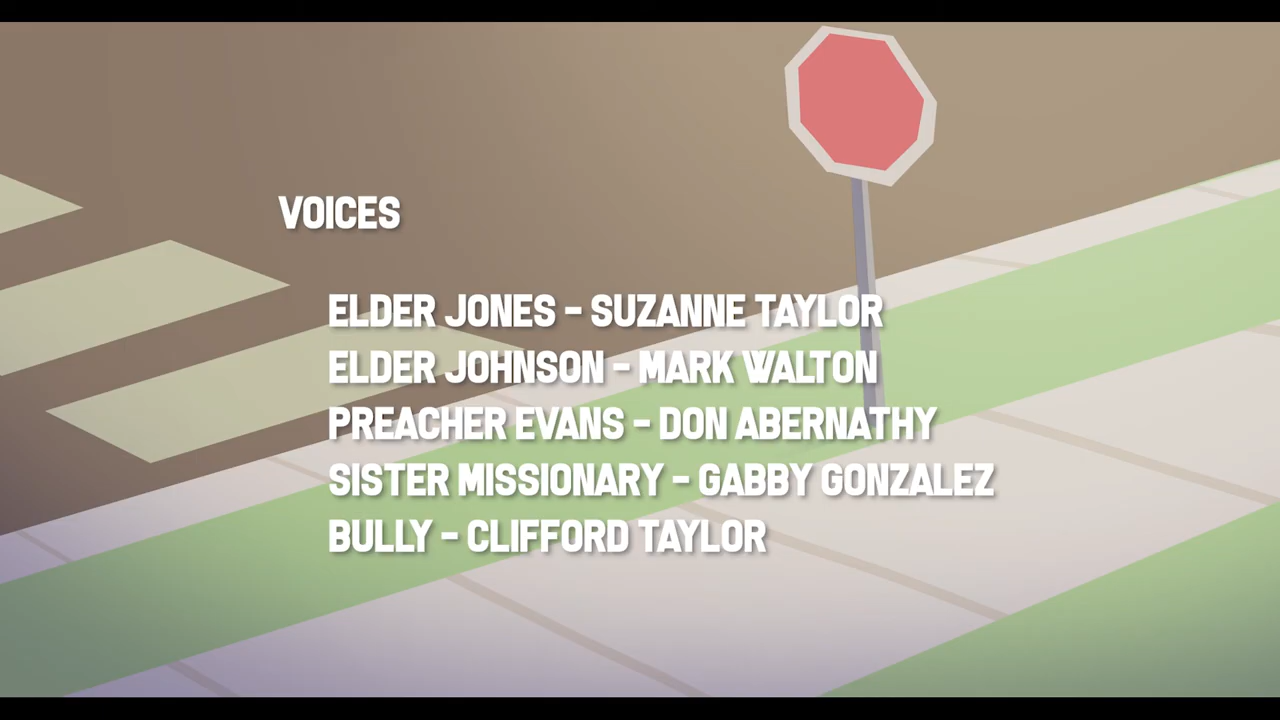 VOICES
ELDER JONES - SUZANNE TAYLOR
ELDER JOHNSON - MARK WALTON
PREACHER EVANS - DON ABERNATHY
SISTER MISSIONARY - GABBY GONZALEZ
BULLY - CLIFFORD TAYLOR